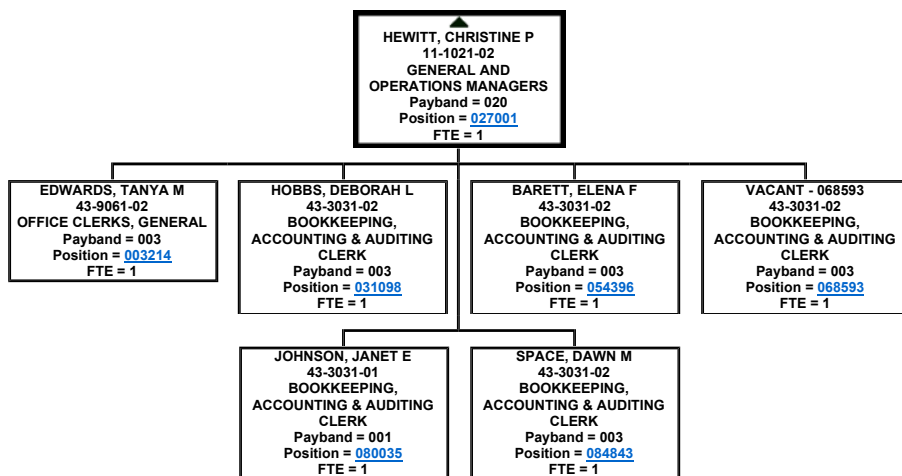 HEWITT, CHRISTINE P
11-1021-02
GENERAL AND
OPERATIONS MANAGERS
Payband = 020
Position = 027001
FTE = 1
EDWARDS, TANYA M
43-9061-02
OFFICE CLERKS, GENERAL
Payband = 003
Position = 003214
FTE = 1
HOBBS, DEBORAH L
43-3031-02
BOOKKEEPING,
ACCOUNTING & AUDITING
CLERK
Payband = 003
Position = 031098
FTE = 1
BARETT, ELENA F
43-3031-02
BOOKKEEPING,
ACCOUNTING & AUDITING
CLERK
Payband = 003
Position = 054396
FTE = 1
VACANT - 068593
43-3031-02
BOOKKEEPING,
ACCOUNTING & AUDITING
CLERK
Payband = 003
Position = 068593
FTE = 1
JOHNSON, JANET E
43-3031-01
BOOKKEEPING,
ACCOUNTING & AUDITING
CLERK
Payband = 001
Position = 080035
FTE = 1
SPACE, DAWN M
43-3031-02
BOOKKEEPING,
ACCOUNTING & AUDITING
CLERK
Payband = 003
Position = 084843
FTE = 1